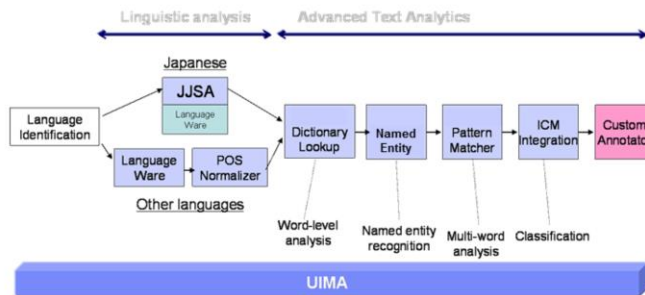 Linguistic analysis
Advanced Text Analytics
Japanese
JJSA
Language
Ware
Language
Identification
Language
Ware
POS
Normalizer
Other languages
Dictionary
Lookup
Named
Entity
Pattern
Matcher
ICM
Integration
Custom
Annotato
Word-level
analysis
Named entity
recognition
Multi-word
analysis
Classification
UIMA